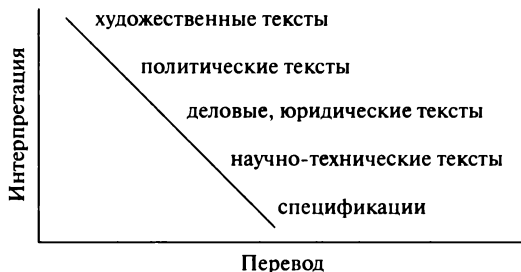 художественные тексты
политические тексты
деловые, юридические тексты
научно-технические тексты
спецификации
Интерпретация
Перевод